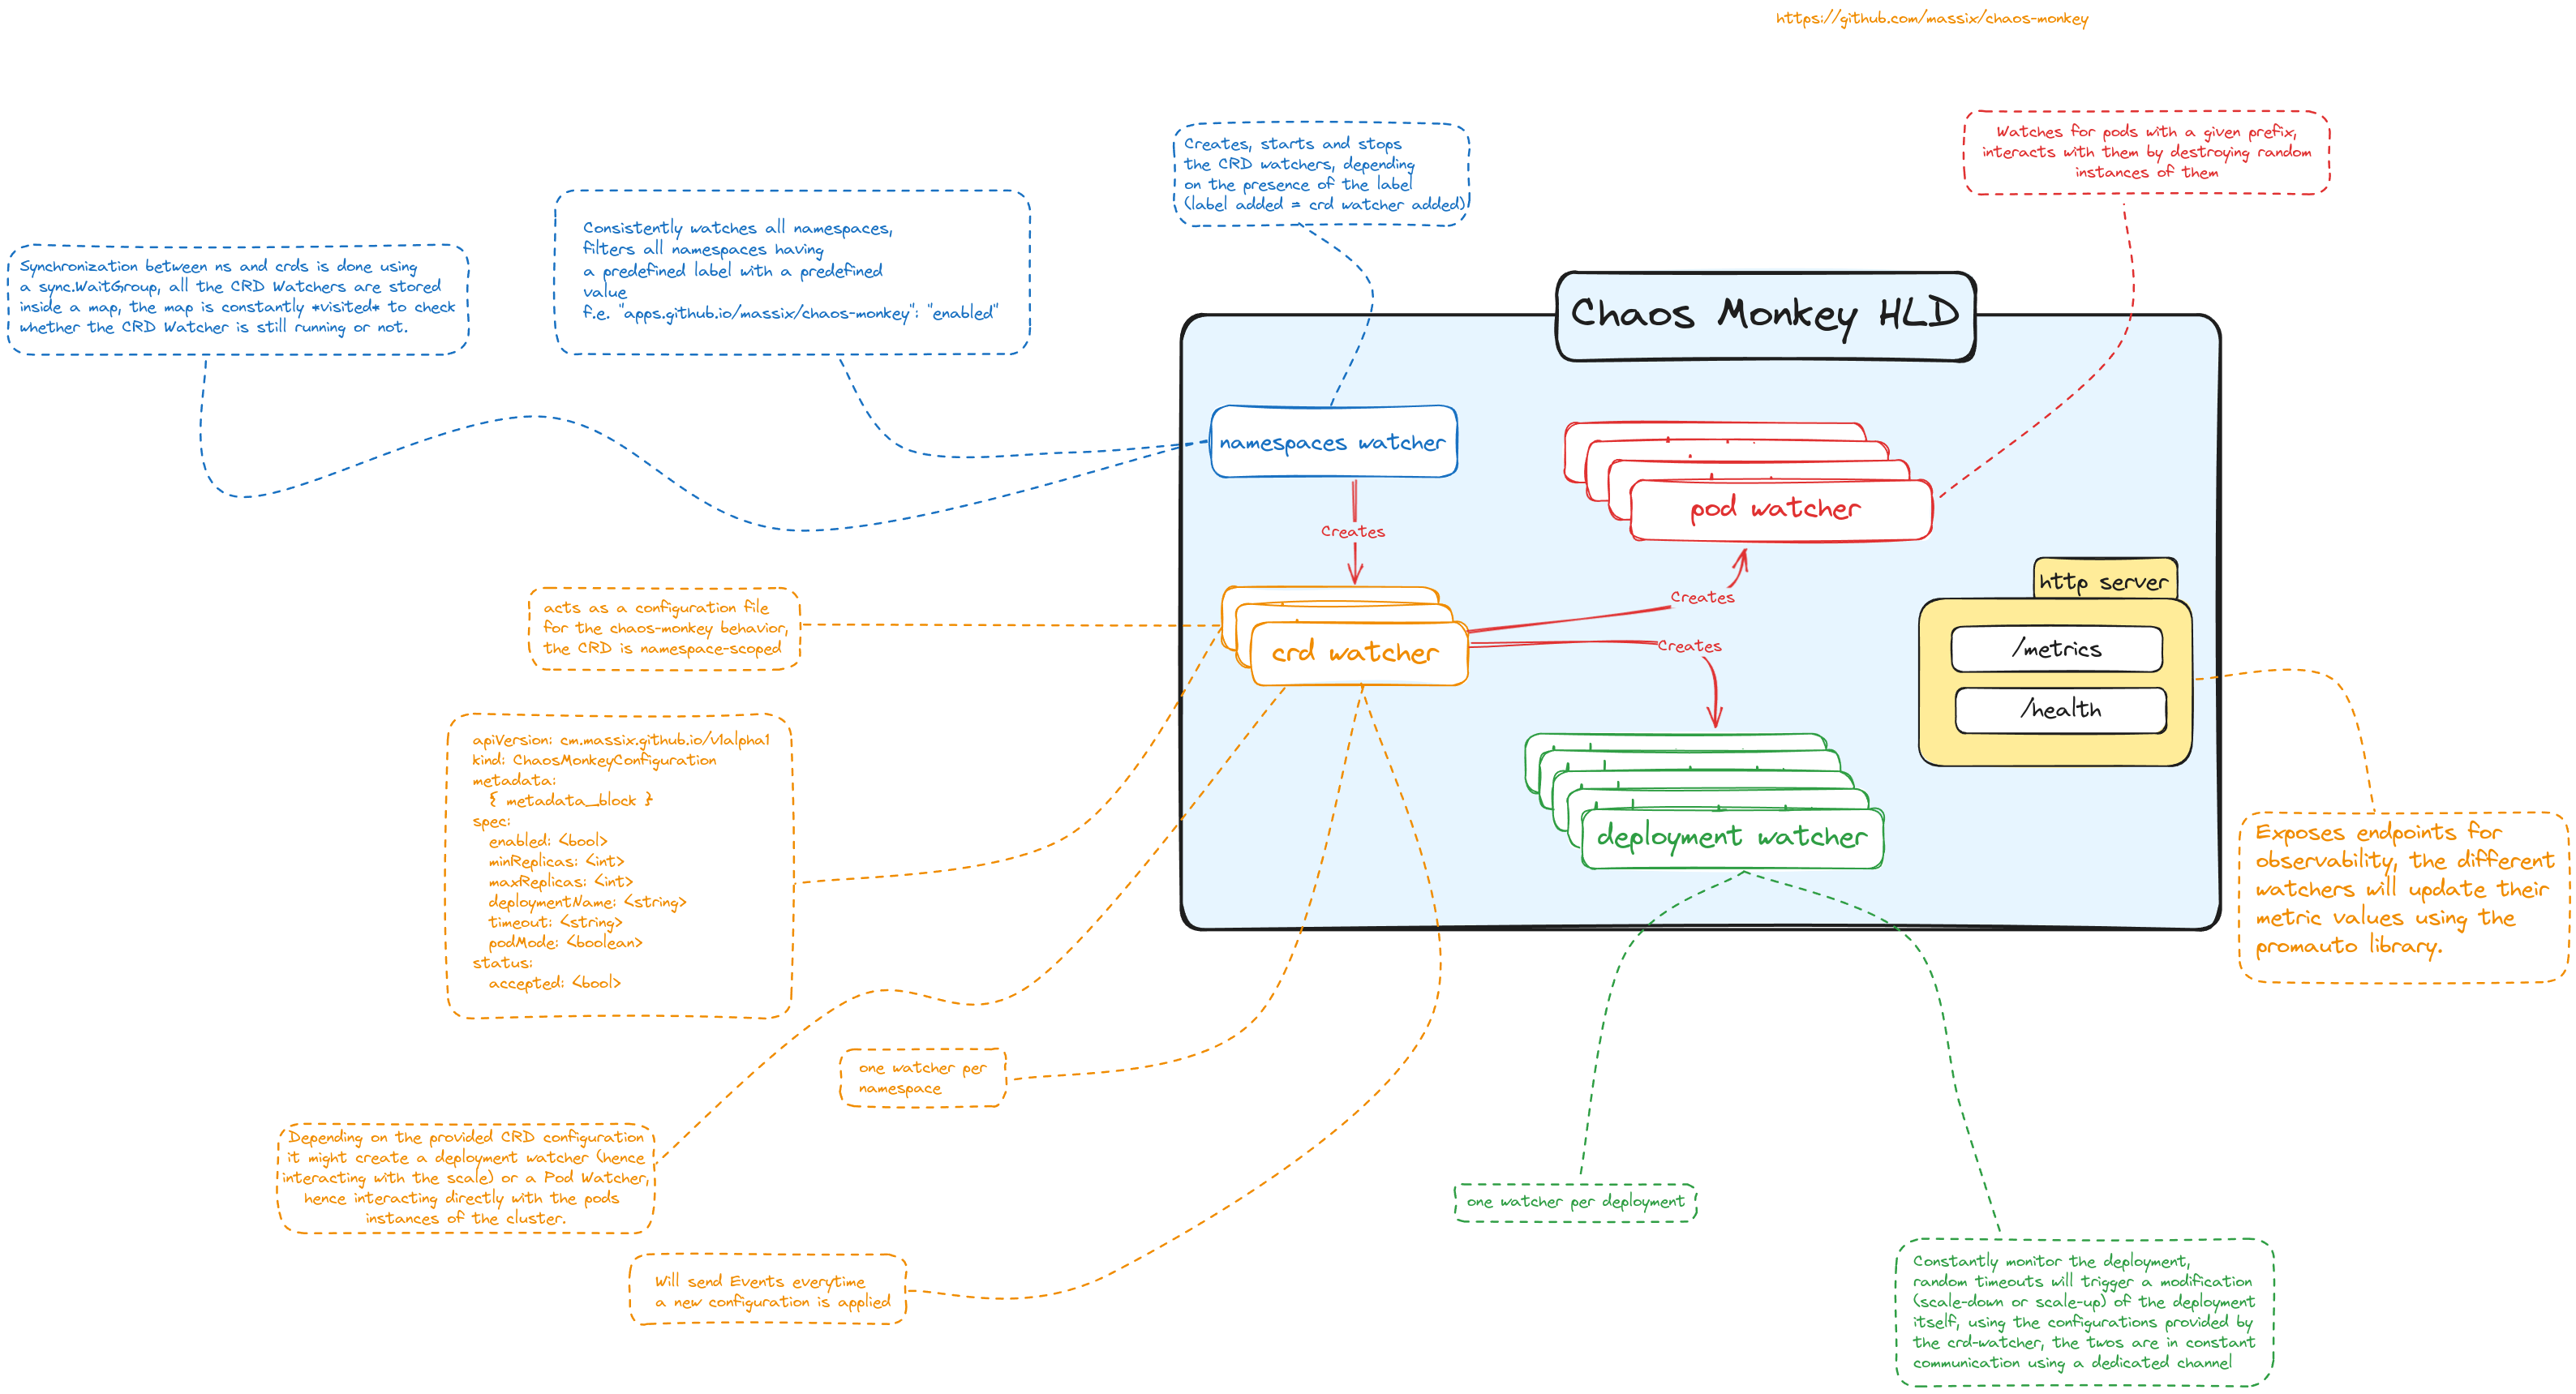 https://github.com/massix/chaos-monkey
Creates, starts and stops
the CRD watchers, depending
on the presence of the label
(label added = crd watcher added)
Watches for pods with a given prefix,
interacts with them by destroying random
instances of them
Consistently watches all namespaces,
filters all namespaces having
a predefined label with a predefined
value
f.e. "apps.github.io/massix/chaos-monkey": "enabled"
Synchronization between ns and crds is done using
a sync.WaitGroup, all the CRD Watchers are stored
inside a map, the map is constantly *visited* to check
whether the CRD Watcher is still running or not.
Chaos Monkey HLD
namespaces watcher
Creates
pod watcher
Creates
crd watcher
Creates
deployment watcher
http server
/metrics
/health
acts as a configuration file
for the chaos-monkey behavior,
the CRD is namespace-scoped
apiVersion: cm.massix.github.io/v1alpha1
kind: ChaosMonkeyConfiguration
metadata:
{ metadata_block }
spec:
enabled: <bool>
minReplicas: <int>
maxReplicas: <int>
deploymentName: <string>
timeout: <string>
podMode: <boolean>
status:
accepted: <bool>
Exposes endpoints for
observability, the different
watchers will update their
metric values using the
promauto library.
one watcher per
namespace
Depending on the provided CRD configuration
it might create a deployment watcher (hence
interacting with the scale) or a Pod Watcher,
hence interacting directly with the pods
instances of the cluster.
Will send Events everytime
a new configuration is applied
one watcher per deployment
Constantly monitor the deployment,
random timeouts will trigger a modification
(scale-down or scale-up) of the deployment
itself, using the configurations provided by
the crd-watcher, the twos are in constant
communication using a dedicated channel